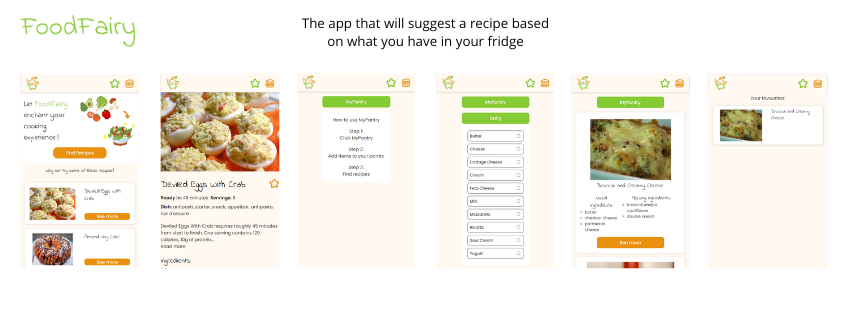 FoodFairy
The app that will suggest a recipe based
on what you have in your fridge
Let FoodFairy
enchant your
cooking
experience!
Find Recipes
Why not try some of these recipes?
Deviled Eggs with
Crab
See more
Almond Joy Cake
See more
Deviled Eggs with Crab
Ready in: 45 minutes Servings: 8
Dish: antipasti, starter, snack, appetizer, antipasto,
hor d'oeuvre
Deviled Eggs With Crab requires roughly 45 minutes
from start to finish. One serving contains 120
calories, 10g of protein...
Read more
Ingredients
MyPantry
How to use MyPantry
Step 1:
Click MyPantry
Step 2:
Add items to your pantry
Step 3:
Find recipes
MyPantry
Dairy
Butter
Cheese
Cottage Cheese
Cream
Feta Cheese
Milk
Mozzarella
Ricotta
Sour Cream
Yogurt
MyPantry
Broccoli and Creamy Cheese
Used
ingredients
butter
cheddar cheese
parmesan
cheese
Missing ingredients
cauliflower
double cream
See more
Your favourites:
Broccoli and Creamy
Cheese